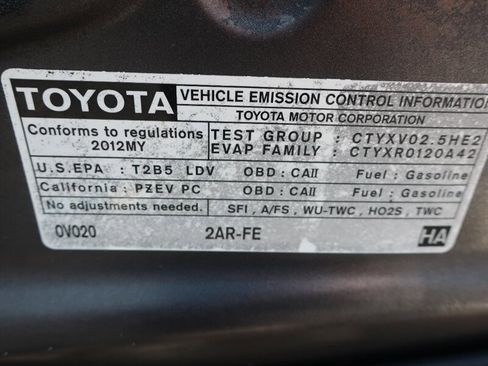 TOYOTA VEHICLE EMISSION CONTROL INFORMATION
TOYOTA MOTOR CORPORATION
Conforms to regulations
2012MY
TEST GROUP : CTYXV02.5HE2
EVAP FAMILY : CTYXR0120A42
U.S.EPA : T2B5 LDV OBD : CAII Fuel : Gasoline
California : PZEV PC OBD : CAII Fuel : Gasoline
No adjustments needed. SFI , A/FS , WU-TWC , HO2S , TWC
0V020 2AR-FE HA